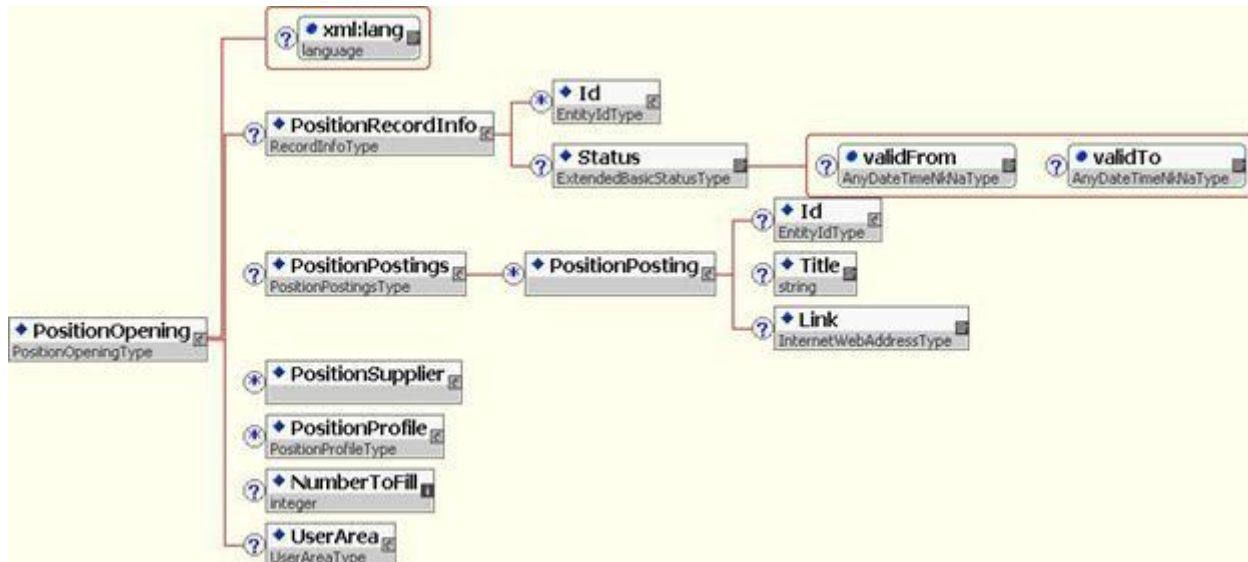 xml:lang
language
PositionRecordInfo
RecordInfoType
Id
EntityIdType
Status
ExtendedBasicStatusType
validFrom
AnyDateTimeNkNaType
validTo
AnyDateTimeNkNaType
PositionPostings
PositionPostingsType
PositionPosting
Id
EntityIdType
Title
string
Link
InternetWebAddressType
PositionOpening
PositionOpeningType
PositionSupplier
PositionProfile
PositionProfileType
NumberToFill
integer
UserArea
UserAreaType